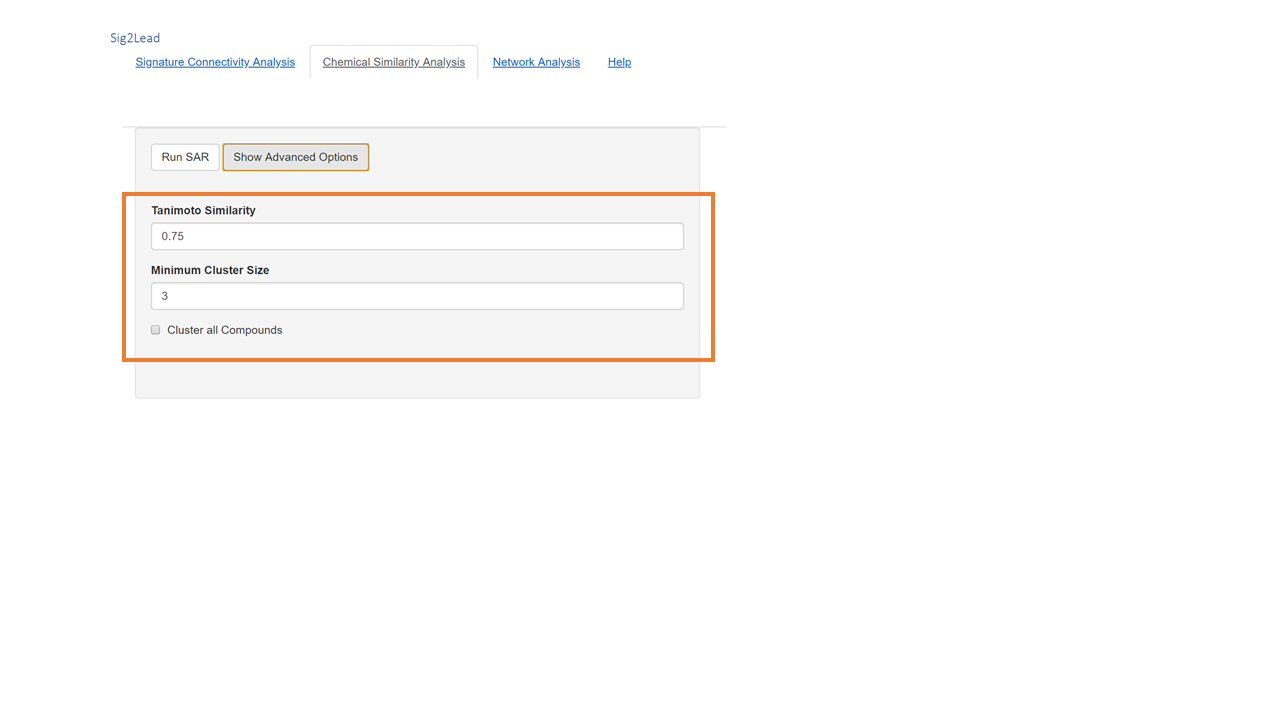 Sig2Lead
Signature Connectivity Analysis Chemical Similarity Analysis Network Analysis Help
Run SAR Show Advanced Options
Tanimoto Similarity
0.75
Minimum Cluster Size
3
Cluster all Compounds